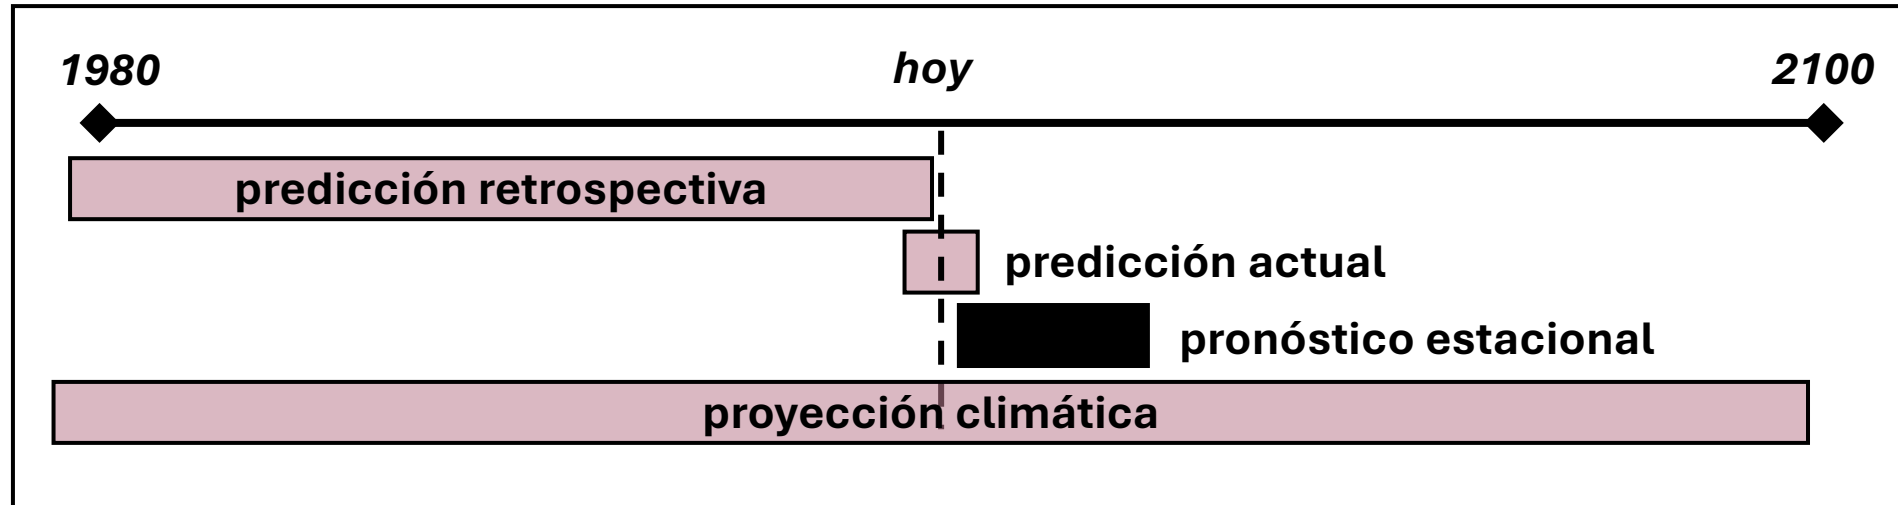 1980 hoy 2100
predicción retrospectiva
predicción actual
pronóstico estacional
proyección climática